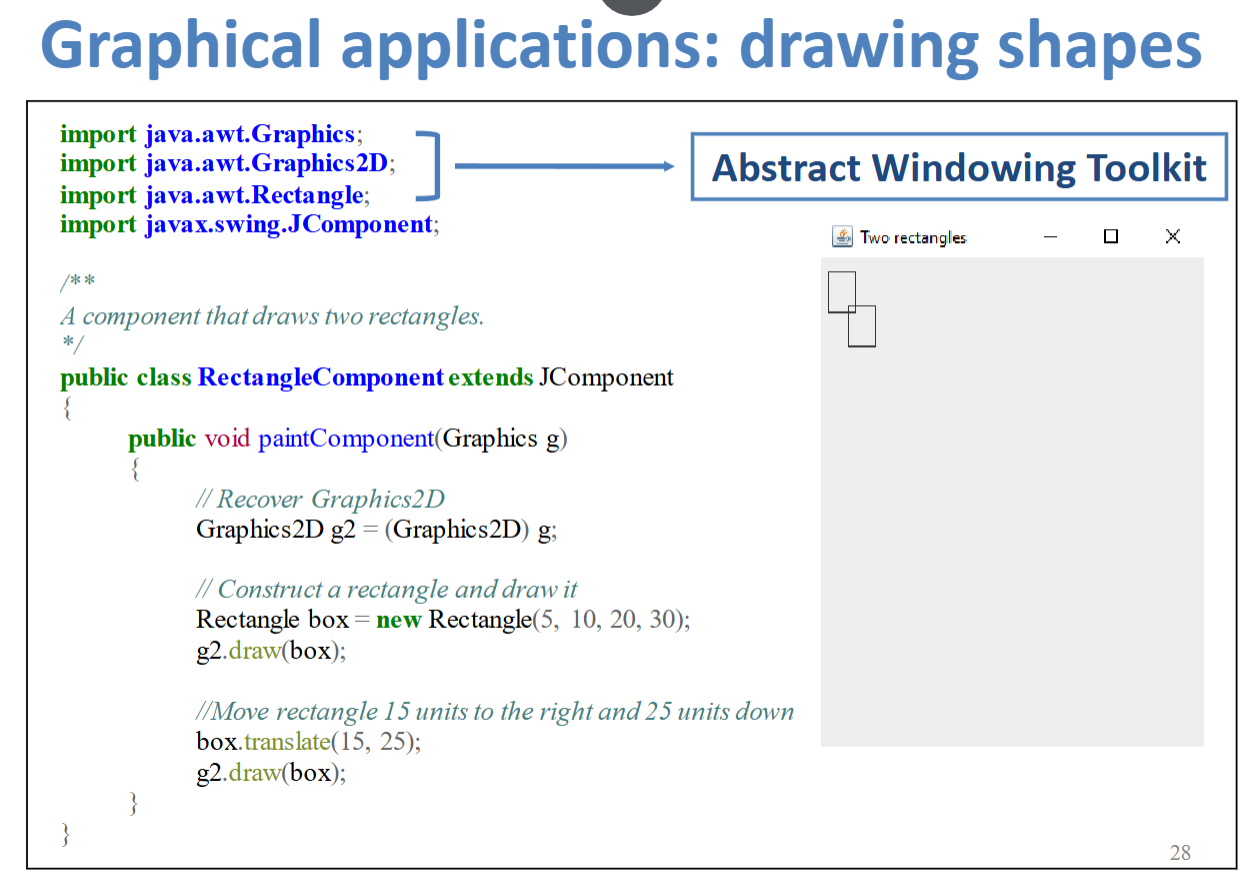 Graphical applications: drawing shapes
import java.awt.Graphics;
import java.awt.Graphics2D;
import java.awt.Rectangle;
import javax.swing.JComponent;
Abstract Windowing Toolkit
Two rectangles
/**
A component that draws two rectangles.
*/
public class RectangleComponent extends JComponent
{
public void paintComponent(Graphics g)
{
// Recover Graphics2D
Graphics2D g2 = (Graphics2D) g;
// Construct a rectangle and draw it
Rectangle box = new Rectangle(5, 10, 20, 30);
g2.draw(box);
//Move rectangle 15 units to the right and 25 units down
box.translate(15, 25);
g2.draw(box);
}
}
28